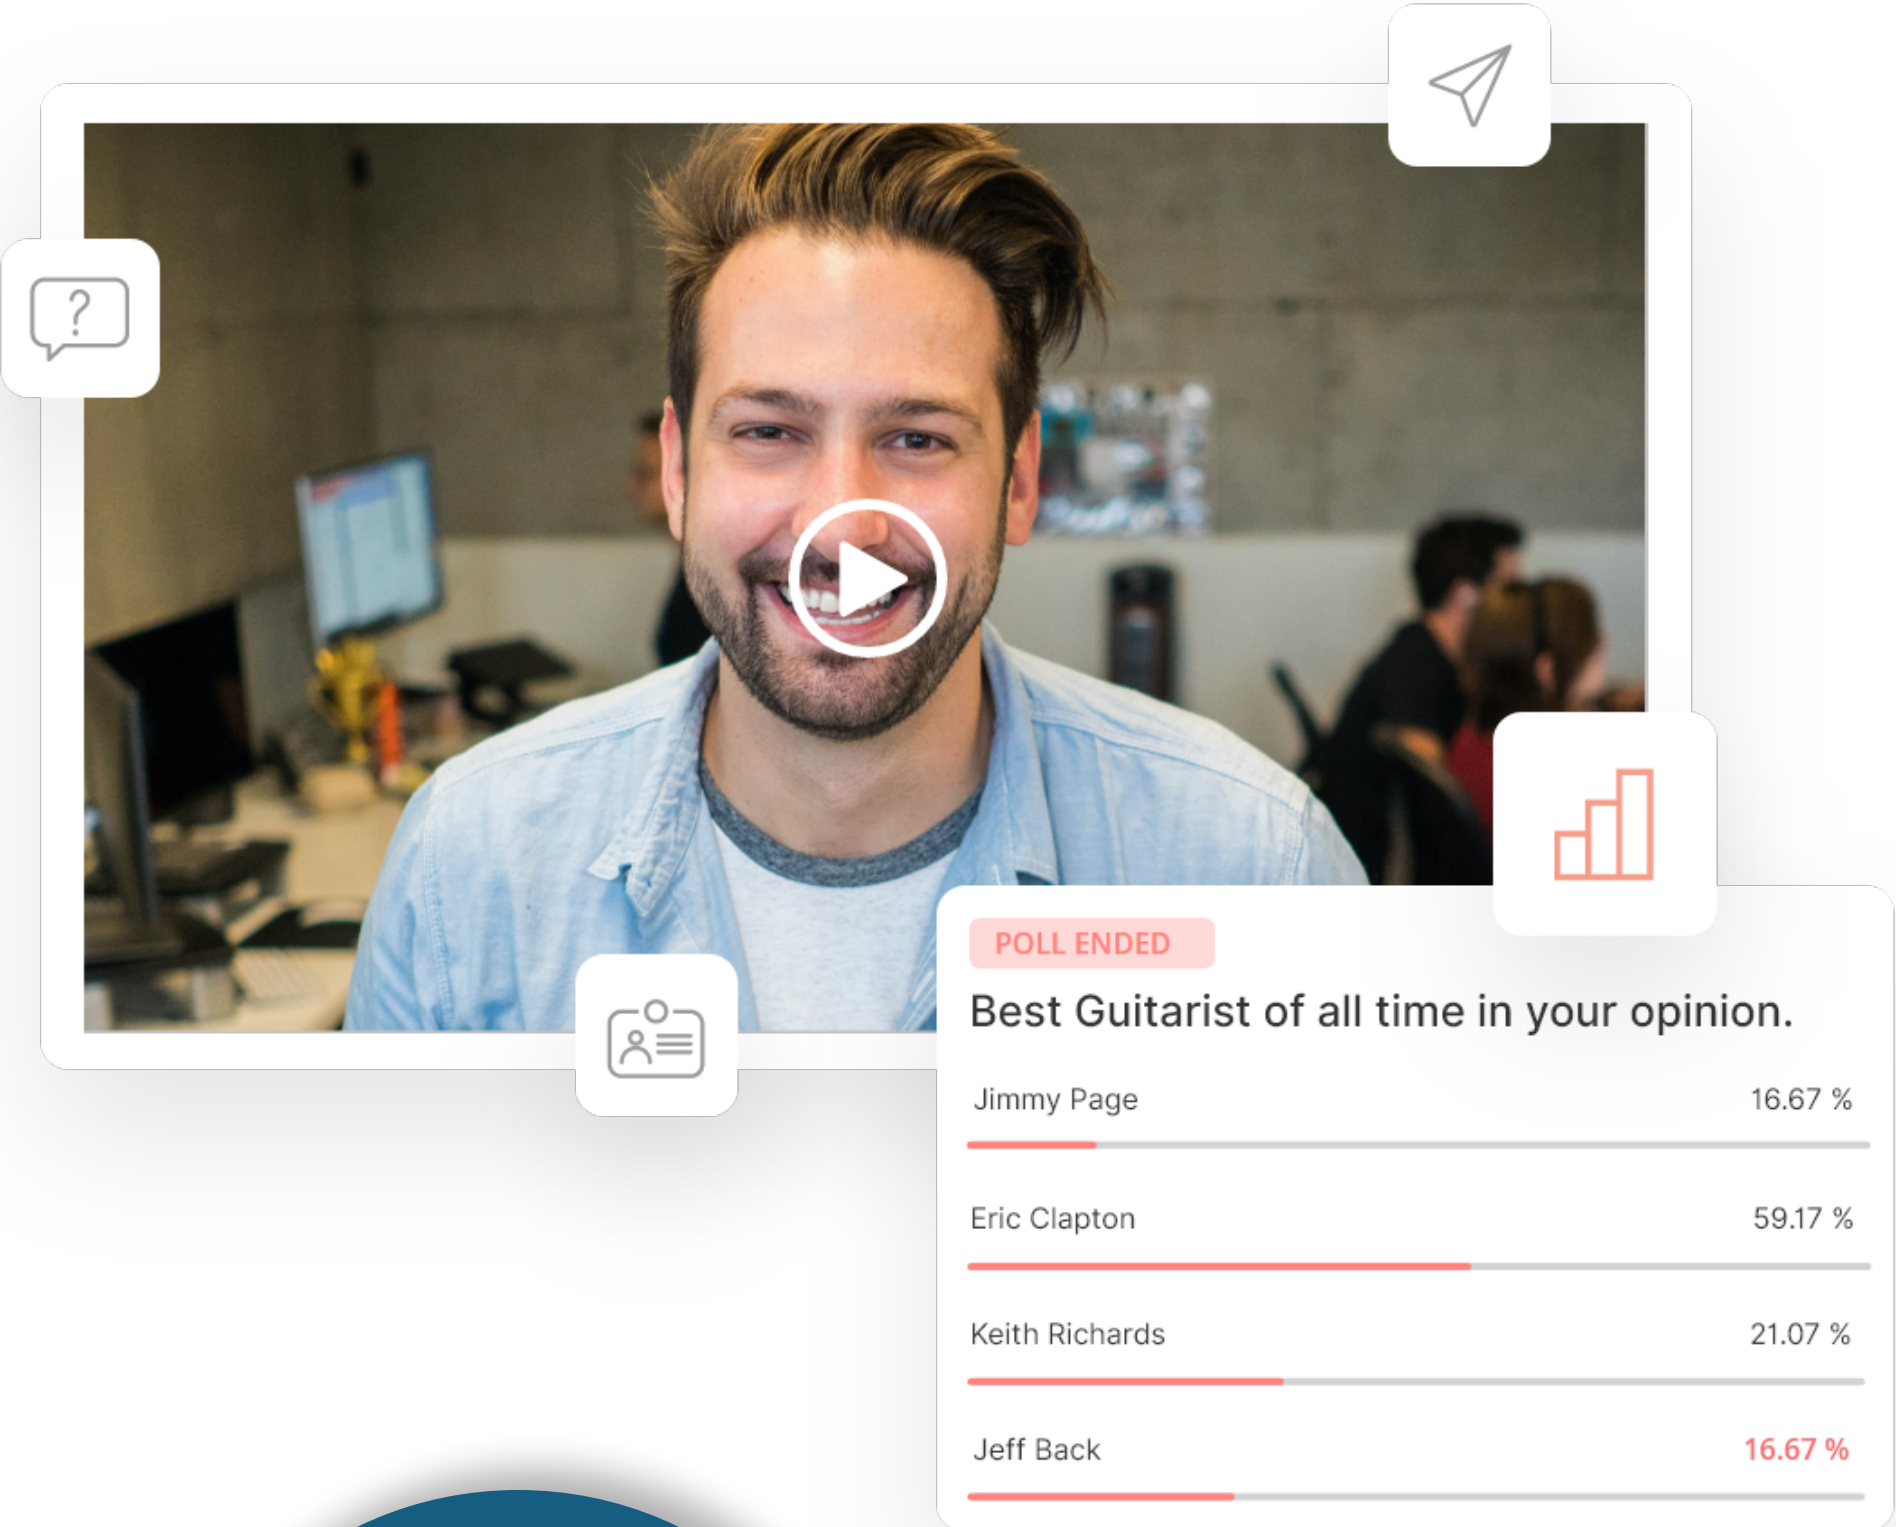 ?
POLL ENDED
Best Guitarist of all time in your opinion.
Jimmy Page 16.67 %
Eric Clapton 59.17 %
Keith Richards 21.07 %
Jeff Back 16.67 %